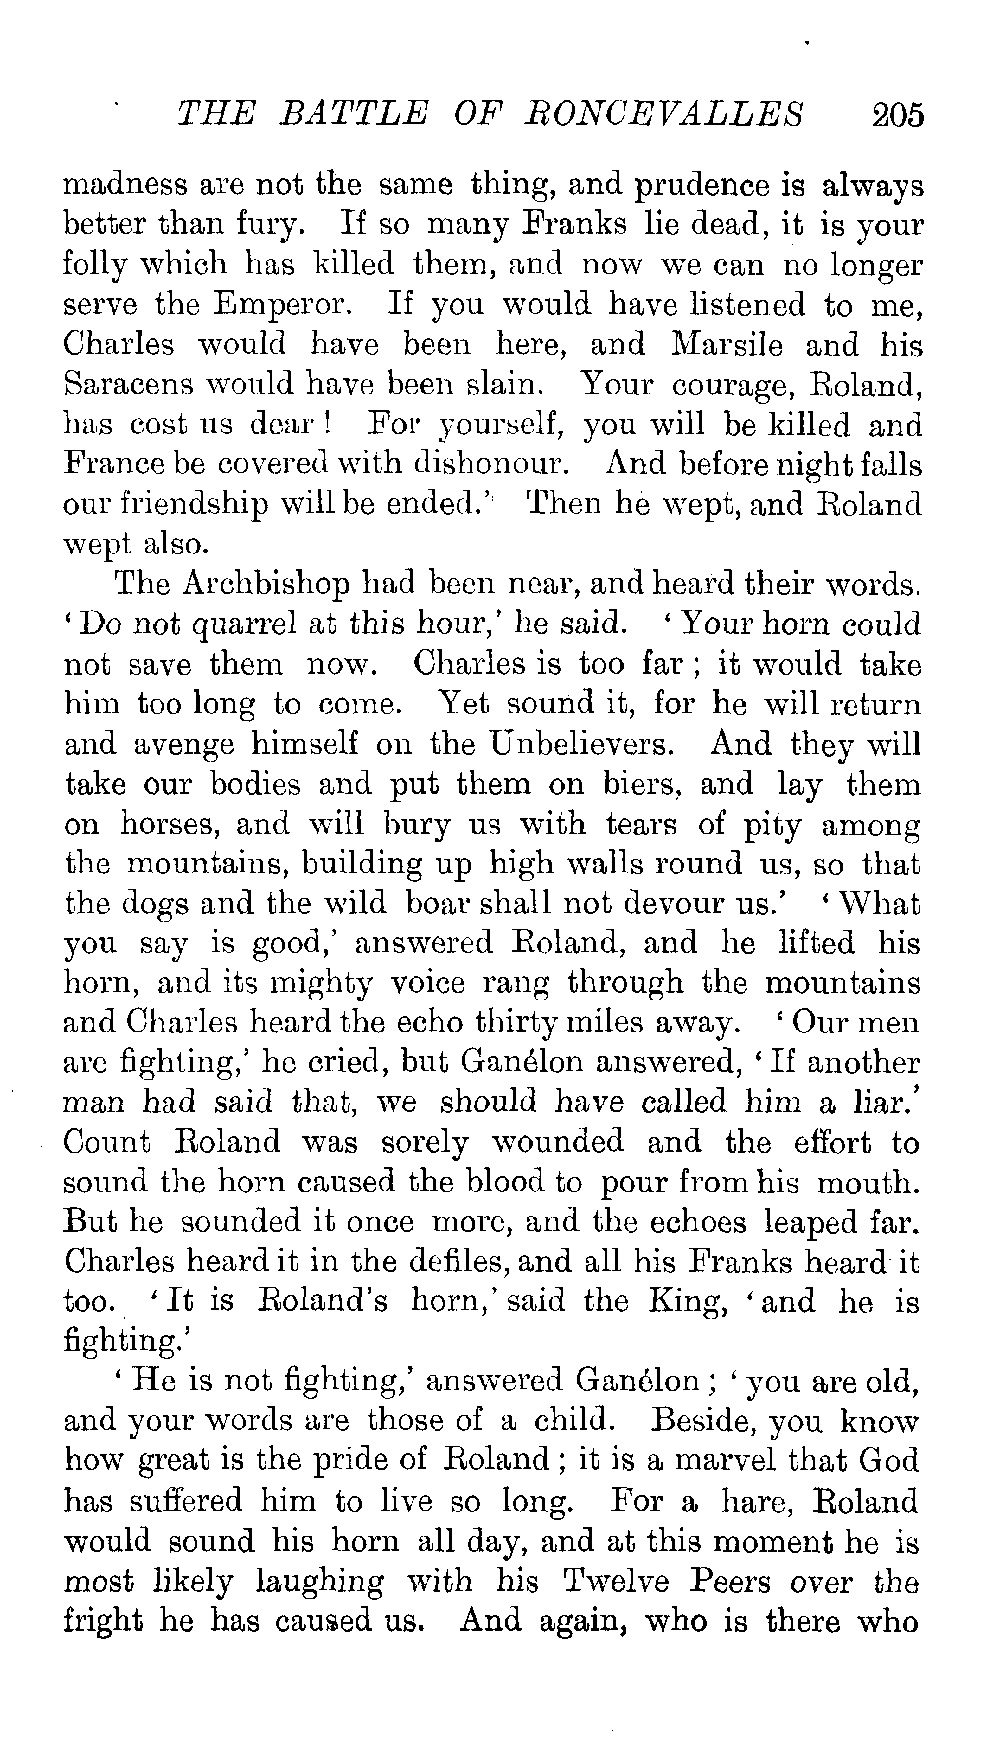 THE BATTLE OF RONCEVALLES 205
madness are not the same thing, and prudence is always
better than fury. If so many Franks lie dead, it is your
folly which has killed them, and now we can no longer
serve the Emperor. If you would have listened to me,
Charles would have been here, and Marsile and his
Saracens would have been slain. Your courage, Roland,
has cost us dear! For yourself, you will be killed and
France be covered with dishonour. And before night falls
our friendship will be ended.' Then he wept, and Roland
wept also.
The Archbishop had been near, and heard their words.
'Do not quarrel at this hour,' he said. 'Your horn could
not save them now. Charles is too far; it would take
him too long to come. Yet sound it, for he will return
and avenge himself on the Unbelievers. And they will
take our bodies and put them on biers, and lay them
on horses, and will bury us with tears of pity among
the mountains, building up high walls round us, so that
the dogs and the wild boar shall not devour us.' 'What
you say is good,' answered Roland, and he lifted his
horn, and its mighty voice rang through the mountains
and Charles heard the echo thirty miles away. 'Our men
are fighting,' he cried, but Ganélon answered, 'If another
man had said that, we should have called him a liar.'
Count Roland was sorely wounded and the effort to
sound the horn caused the blood to pour from his mouth.
But he sounded it once more, and the echoes leaped far.
Charles heard it in the defiles, and all his Franks heard it
too. 'It is Roland's horn,' said the King, 'and he is
fighting.'
'He is not fighting,' answered Ganélon; 'you are old,
and your words are those of a child. Beside, you know
how great is the pride of Roland; it is a marvel that God
has suffered him to live so long. For a hare, Roland
would sound his horn all day, and at this moment he is
most likely laughing with his Twelve Peers over the
fright he has caused us. And again, who is there who